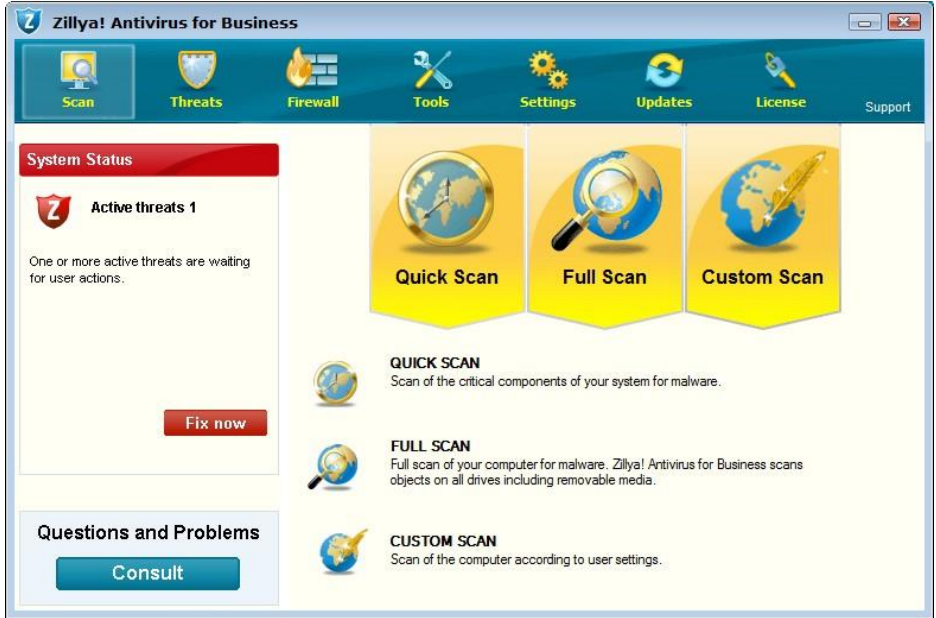 Zillya! Antivirus for Business
Scan
Threats
Firewall
Tools
Settings
Updates
License
Support
System Status
Z
Active threats 1
One or more active threats are waiting
for user actions.
Fix now
Questions and Problems
Consult
Quick Scan
Full Scan
Custom Scan
QUICK SCAN
Scan of the critical components of your system for malware.
FULL SCAN
Full scan of your computer for malware. Zillya! Antivirus for Business scans
objects on all drives including removable media.
CUSTOM SCAN
Scan of the computer according to user settings.